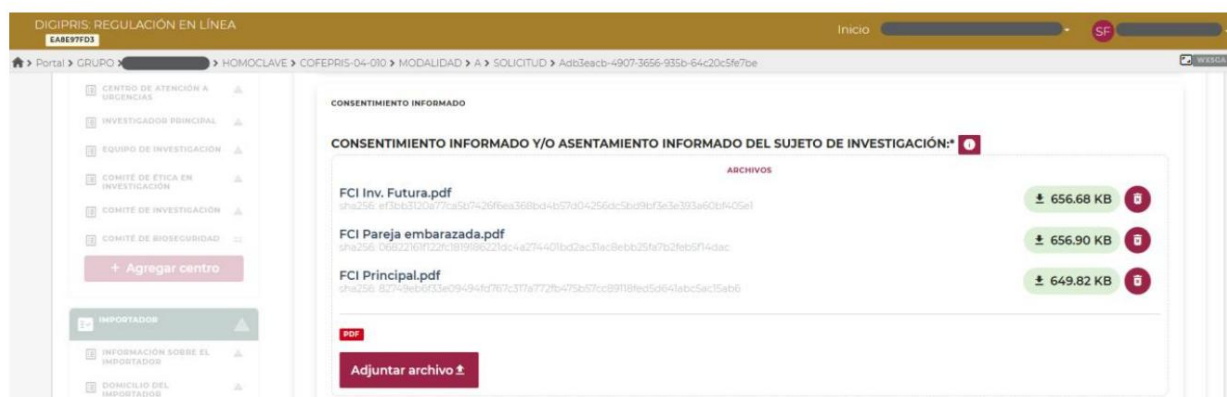 DIGIPRIS: REGULACIÓN EN LÍNEA
EA8E97FD3
Inicio
SF
> Portal > GRUPO > HOMOCLAVE > COFEPRIS-04-010 > MODALIDAD > A > SOLICITUD > Adb3eacb-4907-3656-935b-64c20c5fe7be
CENTRO DE ATENCIÓN A
URGENCIAS
INVESTIGADOR PRINCIPAL
EQUIPO DE INVESTIGACIÓN
COMITÉ DE ÉTICA EN
INVESTIGACIÓN
COMITÉ DE INVESTIGACIÓN
COMITÉ DE BIOSEGURIDAD
+ Agregar centro
IMPORTADOR
INFORMACIÓN SOBRE EL
IMPORTADOR
DOMICILIO DEL
IMPORTADOR
CONSENTIMIENTO INFORMADO
CONSENTIMIENTO INFORMADO Y/O ASENTAMIENTO INFORMADO DEL SUJETO DE INVESTIGACIÓN:*
ARCHIVOS
FCI Inv. Futura.pdf
sha256:
656.68 KB
FCI Pareja embarazada.pdf
sha256:
656.90 KB
FCI Principal.pdf
sha256:
649.82 KB
PDF
Adjuntar archivo